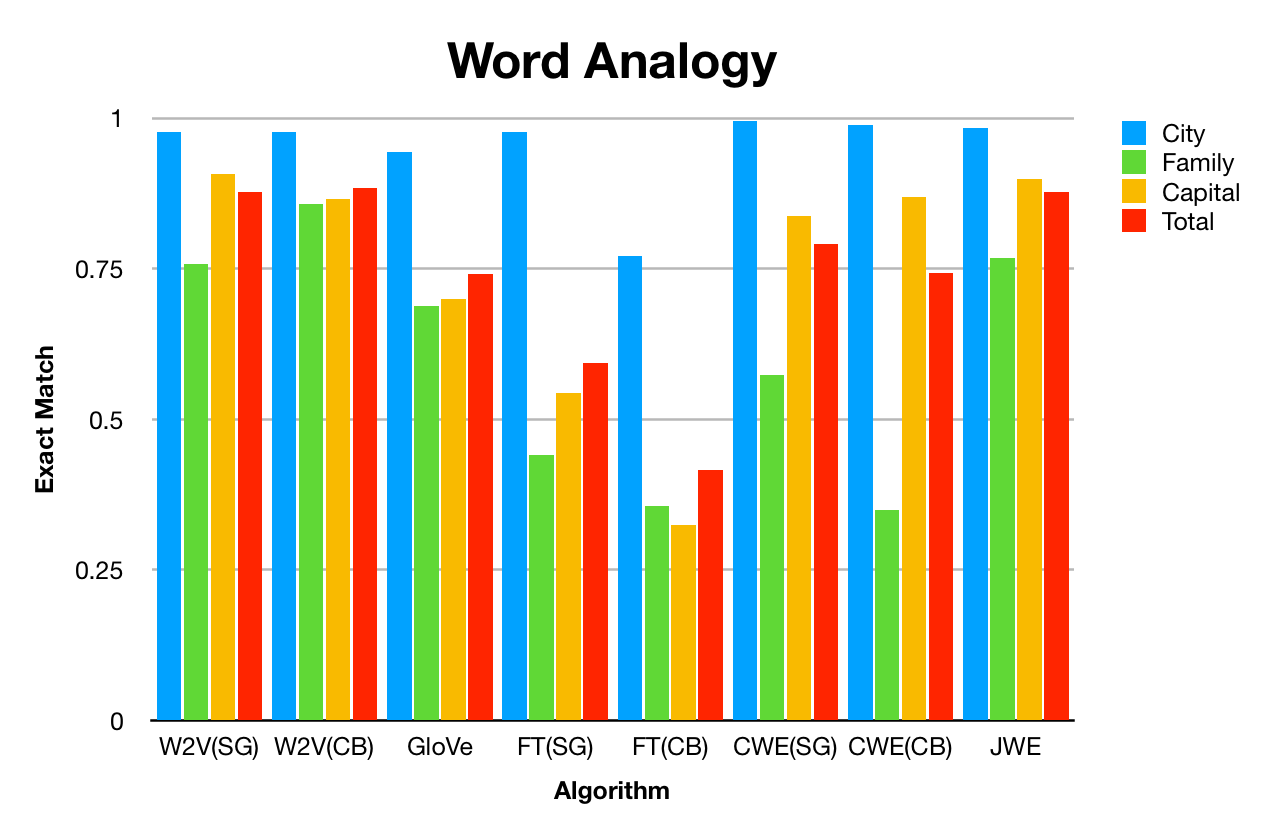 Word Analogy
1
0.75
0.5
0.25
0
Exact Match
W2V(SG) W2V(CB) GloVe FT(SG) FT(CB) CWE(SG) CWE(CB) JWE
Algorithm
City
Family
Capital
Total